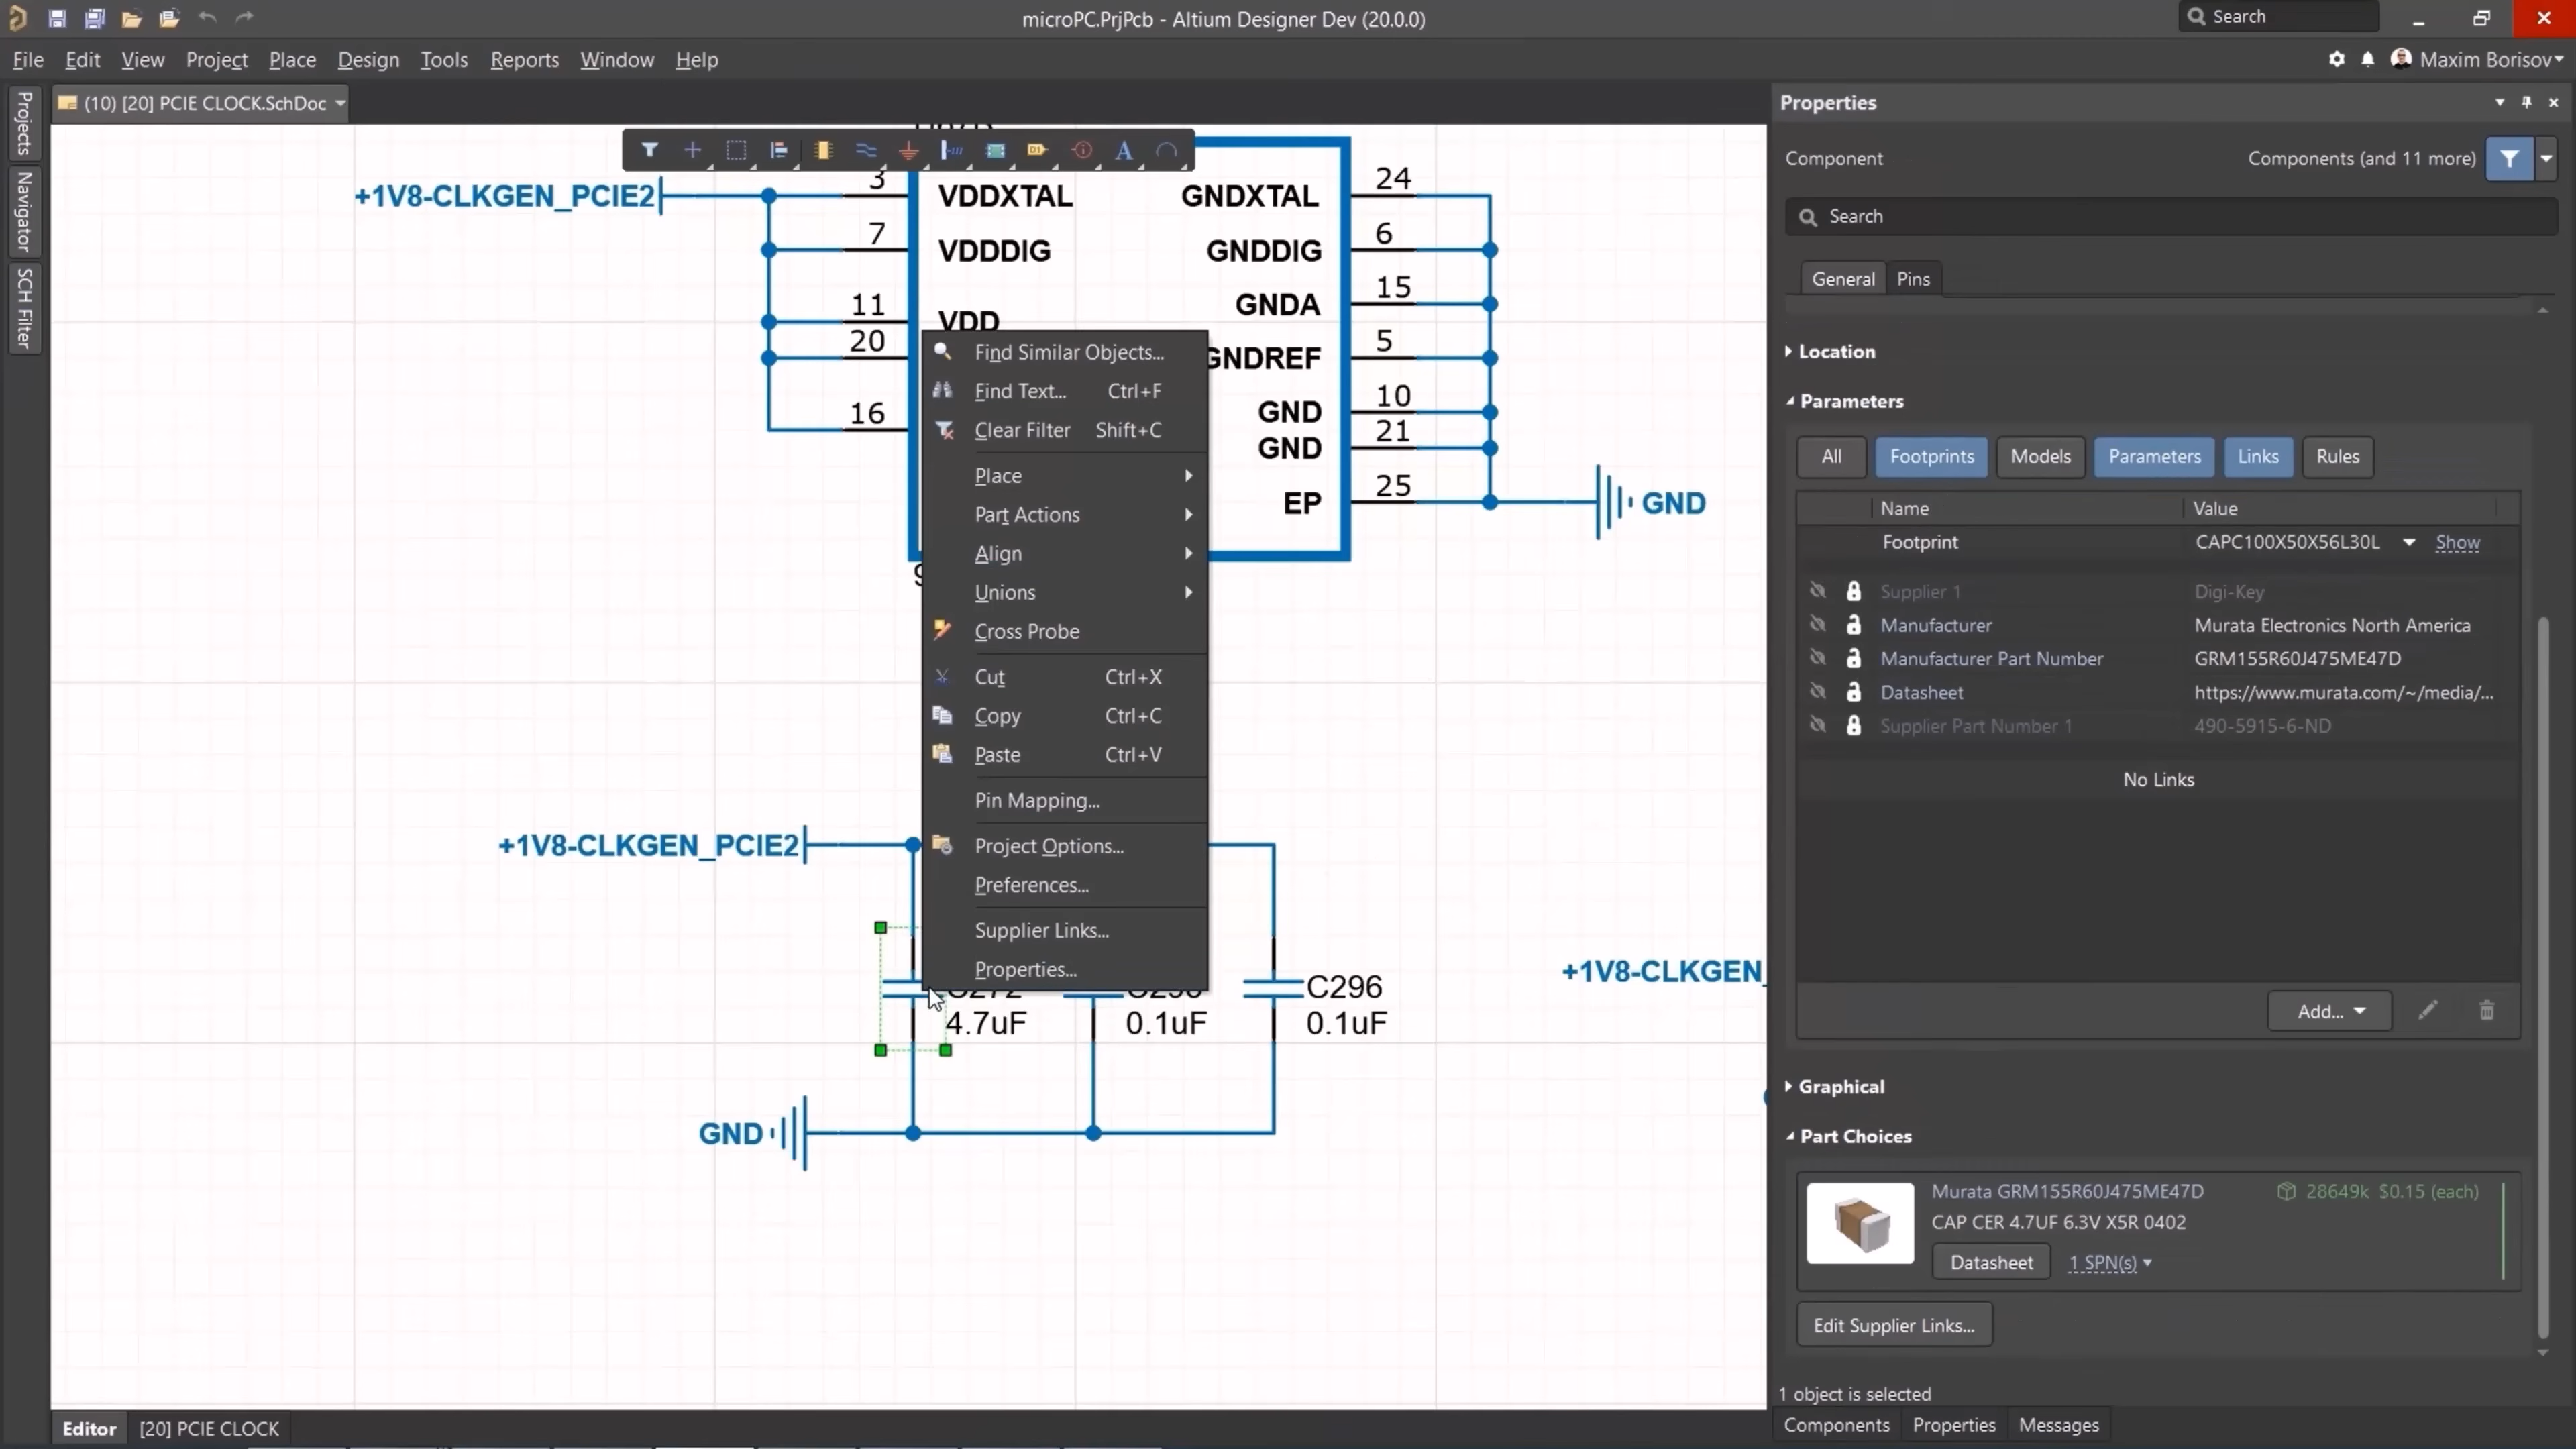 microPC.PrjPcb - Altium Designer Dev (20.0.0)
Search
File Edit View Project Place Design Tools Reports Window Help
Maxim Borisov
Projects
Navigator
SCH Filter
(10) [20] PCIE CLOCK.SchDoc
+1V8-CLKGEN_PCIE2
3 VDDXTAL GNDXTAL 24
7 VDDDIG GNDDIG 6
11 VDD GNDA 15
20 GNDREF 5
16 GND 10
GND 21
EP 25
GND
Find Similar Objects...
Find Text... Ctrl+F
Clear Filter Shift+C
Place
Part Actions
Align
Unions
Cross Probe
Cut Ctrl+X
Copy Ctrl+C
Paste Ctrl+V
Pin Mapping...
Project Options...
Preferences...
Supplier Links...
Properties...
+1V8-CLKGEN_PCIE2
C272
4.7uF
0.1uF
C296
0.1uF
GND
+1V8-CLKGEN_
Editor [20] PCIE CLOCK
Properties
Component Components (and 11 more)
Search
General Pins
Location
Parameters
All Footprints Models Parameters Links Rules
Name Value
Footprint CAPC100X50X56L30L Show
Supplier 1 Digi-Key
Manufacturer Murata Electronics North America
Manufacturer Part Number GRM155R60J475ME47D
Datasheet https://www.murata.com/~/media/...
Supplier Part Number 1 490-5915-6-ND
No Links
Add...
Graphical
Part Choices
Murata GRM155R60J475ME47D 28649k $0.15 (each)
CAP CER 4.7UF 6.3V X5R 0402
Datasheet 1 SPN(s)
Edit Supplier Links...
1 object is selected
Components Properties Messages